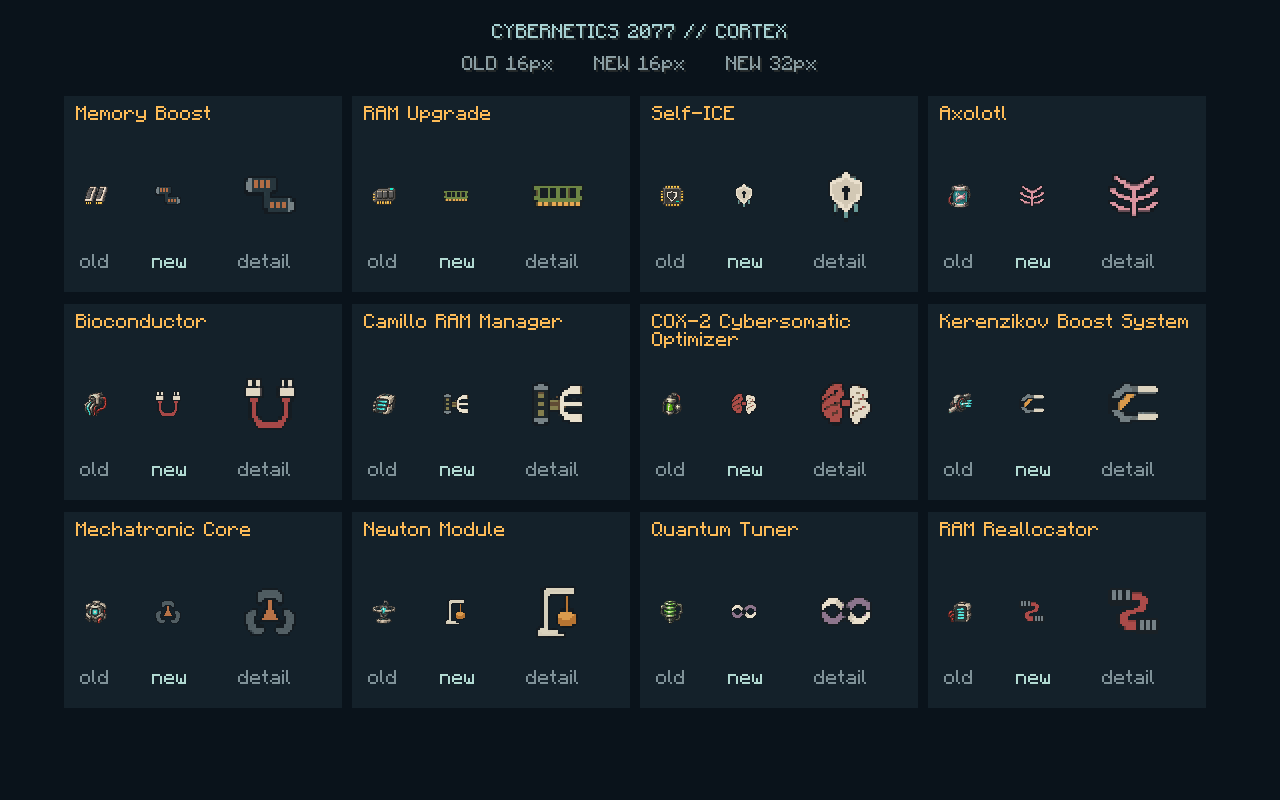 CYBERNETICS 2077 // CORTEX
OLD 16px NEW 16px NEW 32px
Memory Boost
old new detail
RAM Upgrade
old new detail
Self-ICE
old new detail
Axolotl
old new detail
Bioconductor
old new detail
Camillo RAM Manager
old new detail
COX-2 Cybersomatic
Optimizer
old new detail
Kerenzikov Boost System
old new detail
Mechatronic Core
old new detail
Newton Module
old new detail
Quantum Tuner
old new detail
RAM Reallocator
old new detail